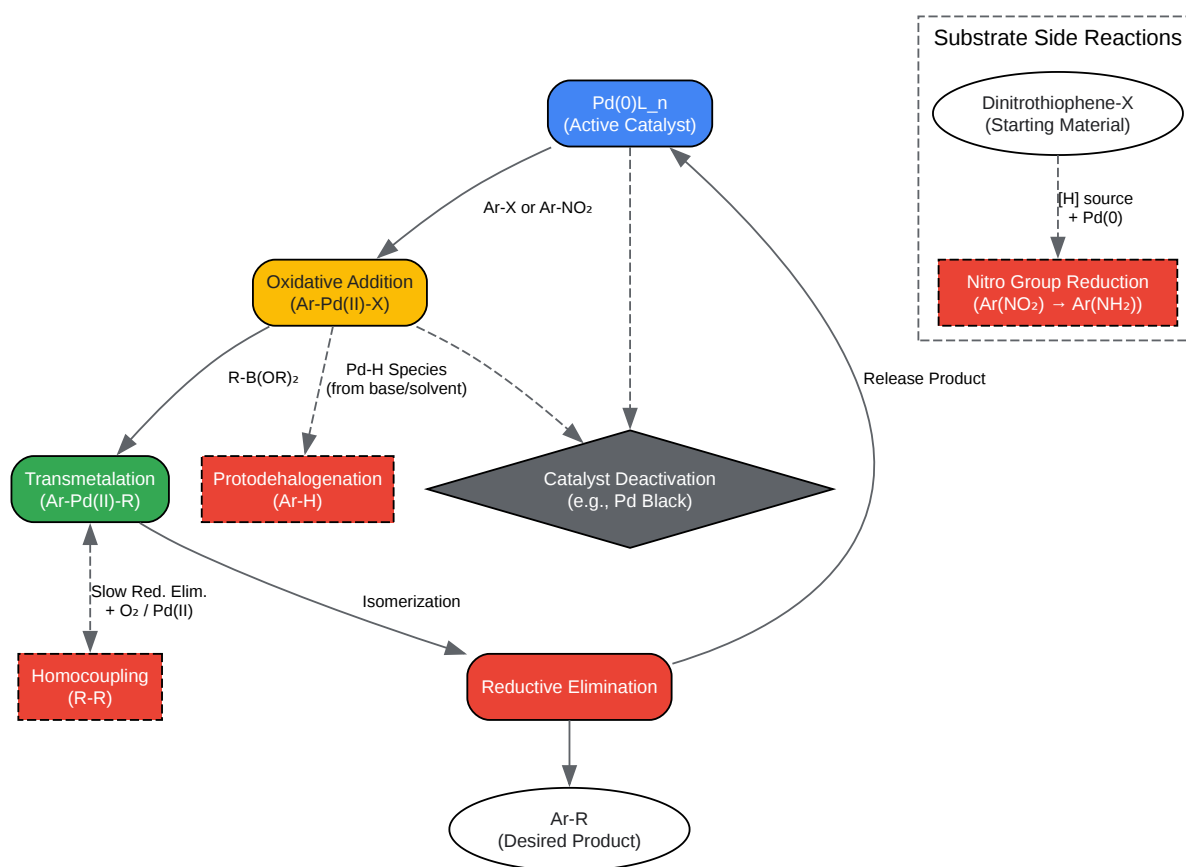 Substrate Side Reactions
Dinitrothiophene-X
(Starting Material)
[H] source
+ Pd(0)
Nitro Group Reduction
(Ar(NO₂) → Ar(NH₂))
Pd(0)L_n
(Active Catalyst)
Ar-X or Ar-NO₂
Oxidative Addition
(Ar-Pd(II)-X)
R-B(OR)₂
Pd-H Species
(from base/solvent)
Release Product
Transmetalation
(Ar-Pd(II)-R)
Protodehalogenation
(Ar-H)
Catalyst Deactivation
(e.g., Pd Black)
Slow Red. Elim.
+ O₂ / Pd(II)
Isomerization
Homocoupling
(R-R)
Reductive Elimination
Ar-R
(Desired Product)